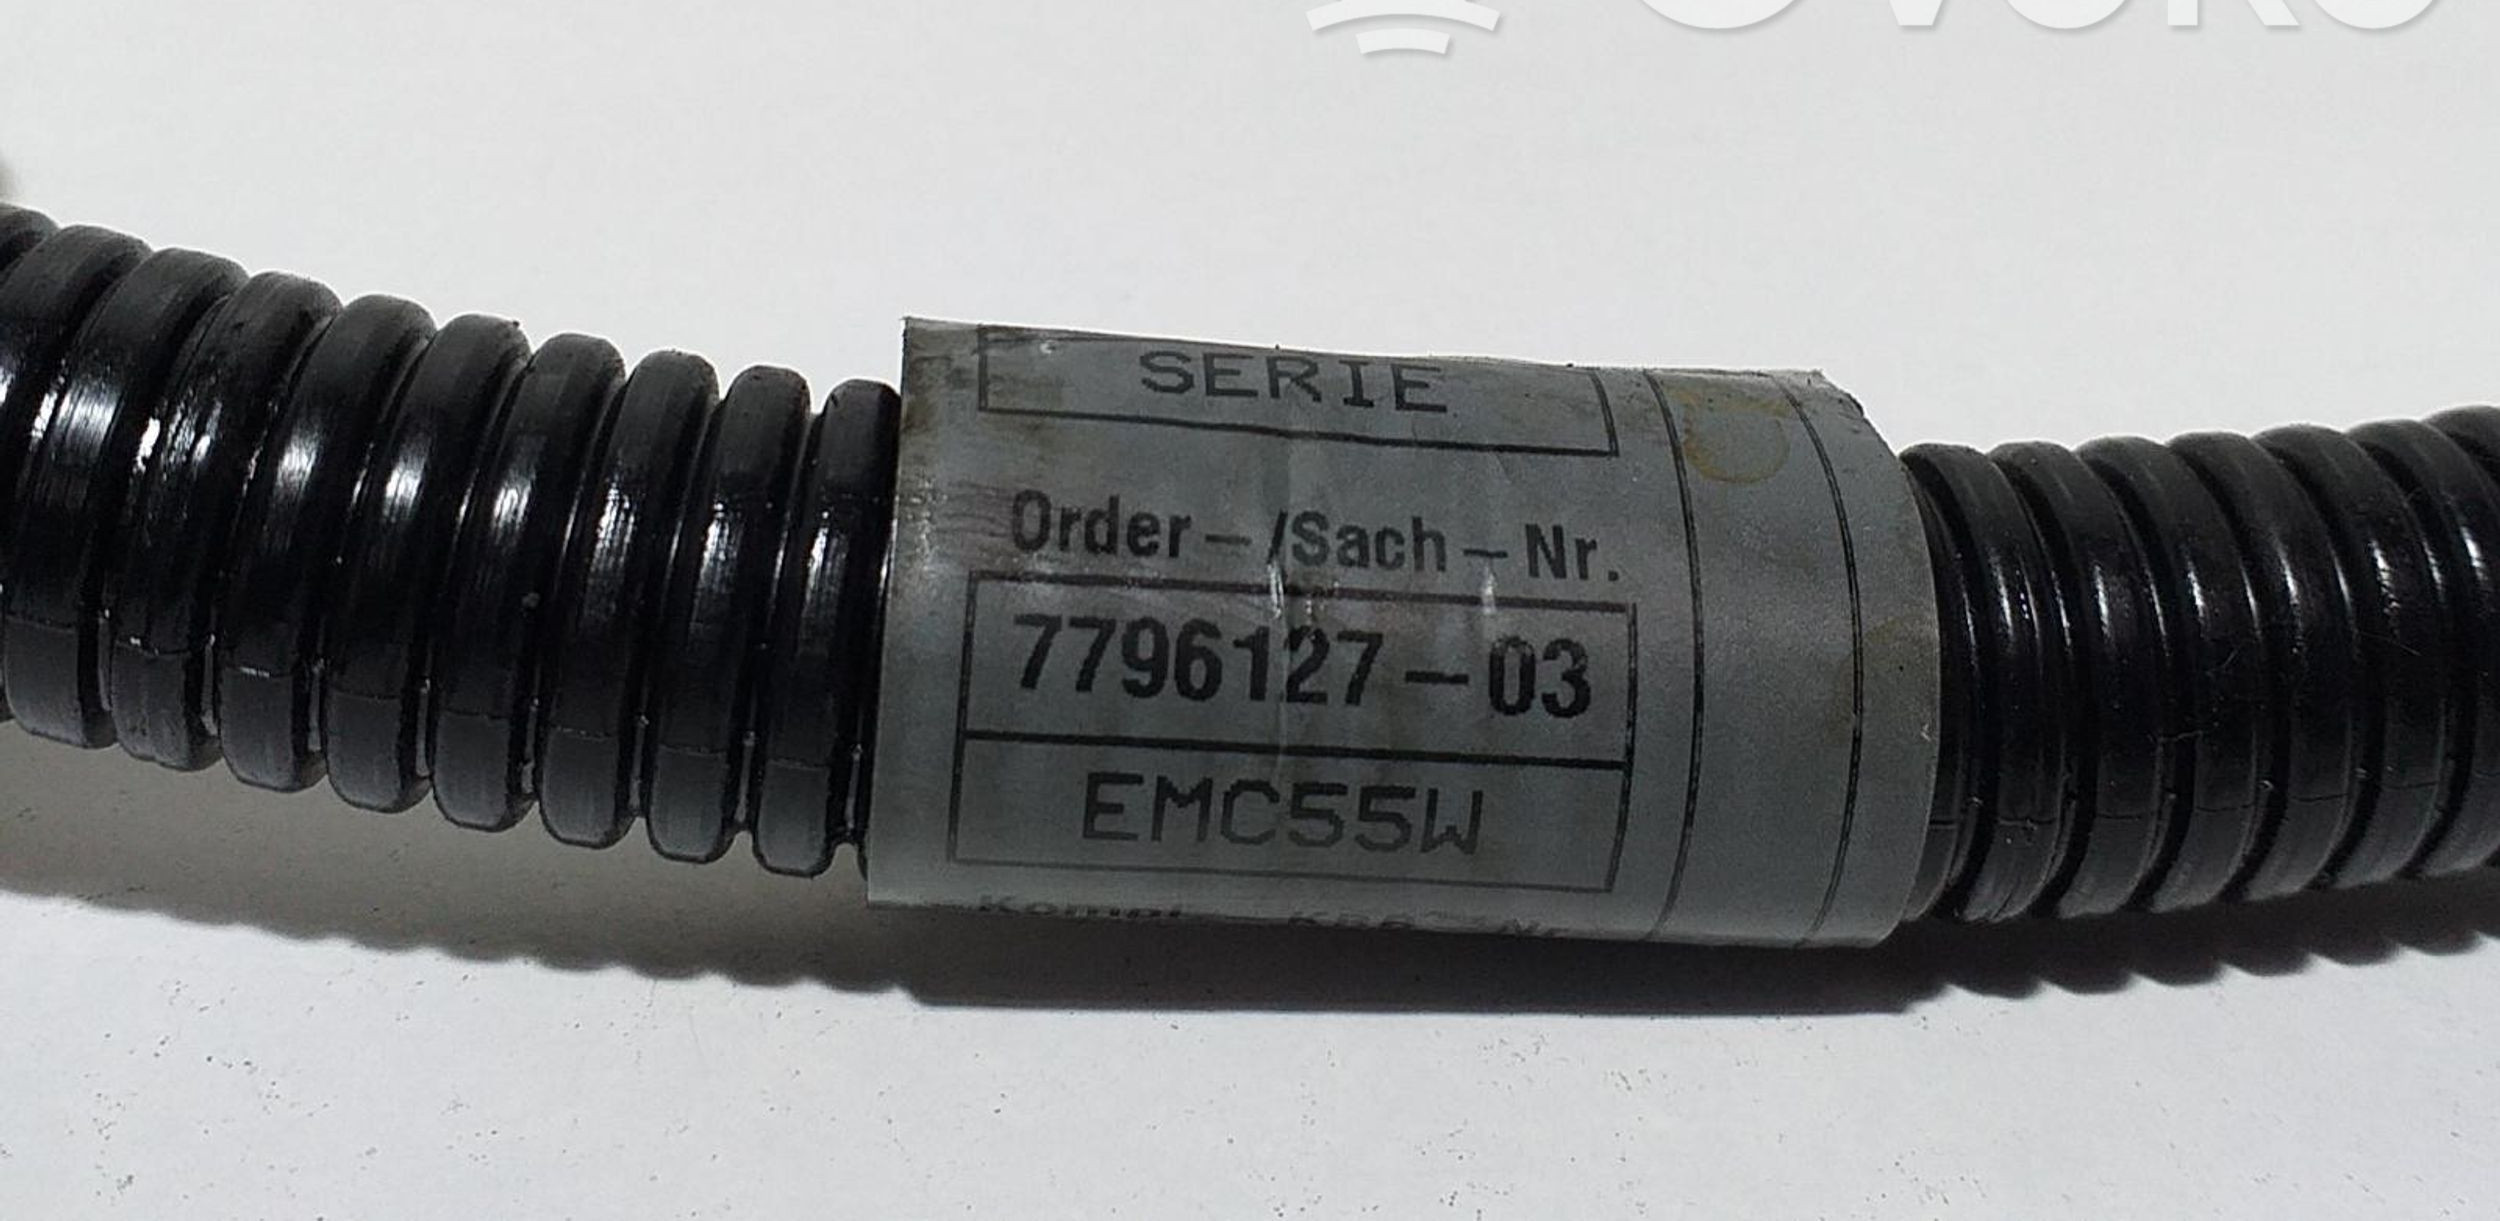 SERIE
Order-/Sach-Nr.
7796127-03
EMC55W